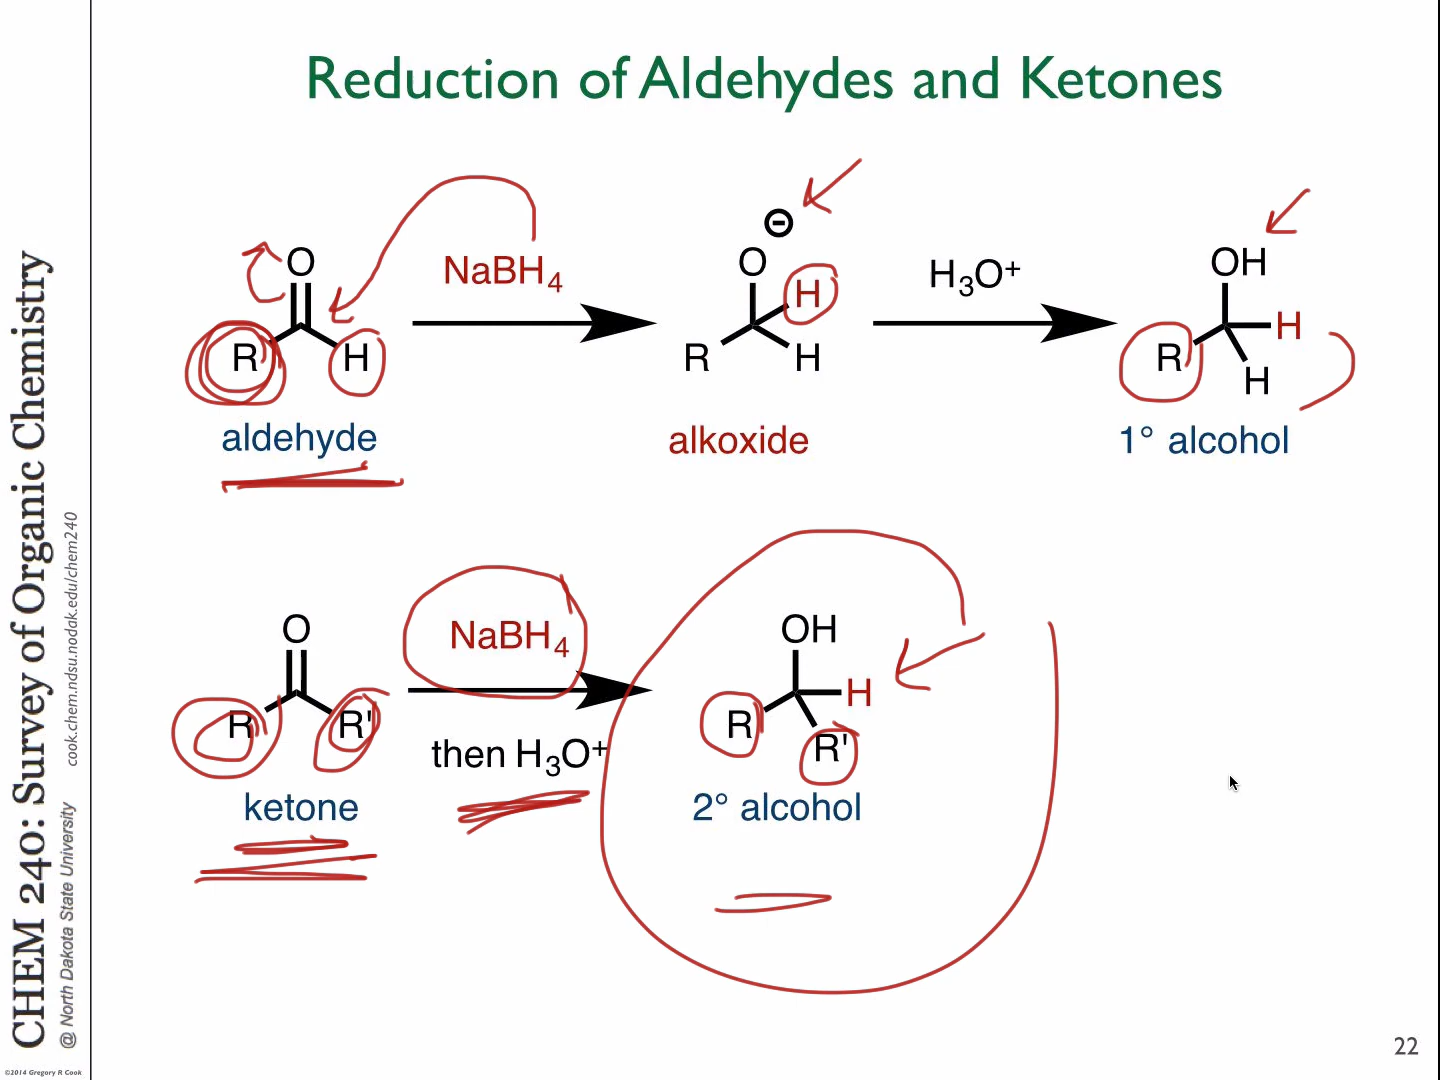 Reduction of Aldehydes and Ketones
O
R
H
aldehyde
NaBH4
⊖
O
H
R
H
alkoxide
H3O+
OH
R
H
H
1° alcohol
O
R
R'
ketone
NaBH4
then H3O+
OH
H
R
R'
2° alcohol
22
CHEM 240: Survey of Organic Chemistry
@ North Dakota State University cook.chem.ndsu.nodak.edu/chem240
©2014 Gregory R Cook